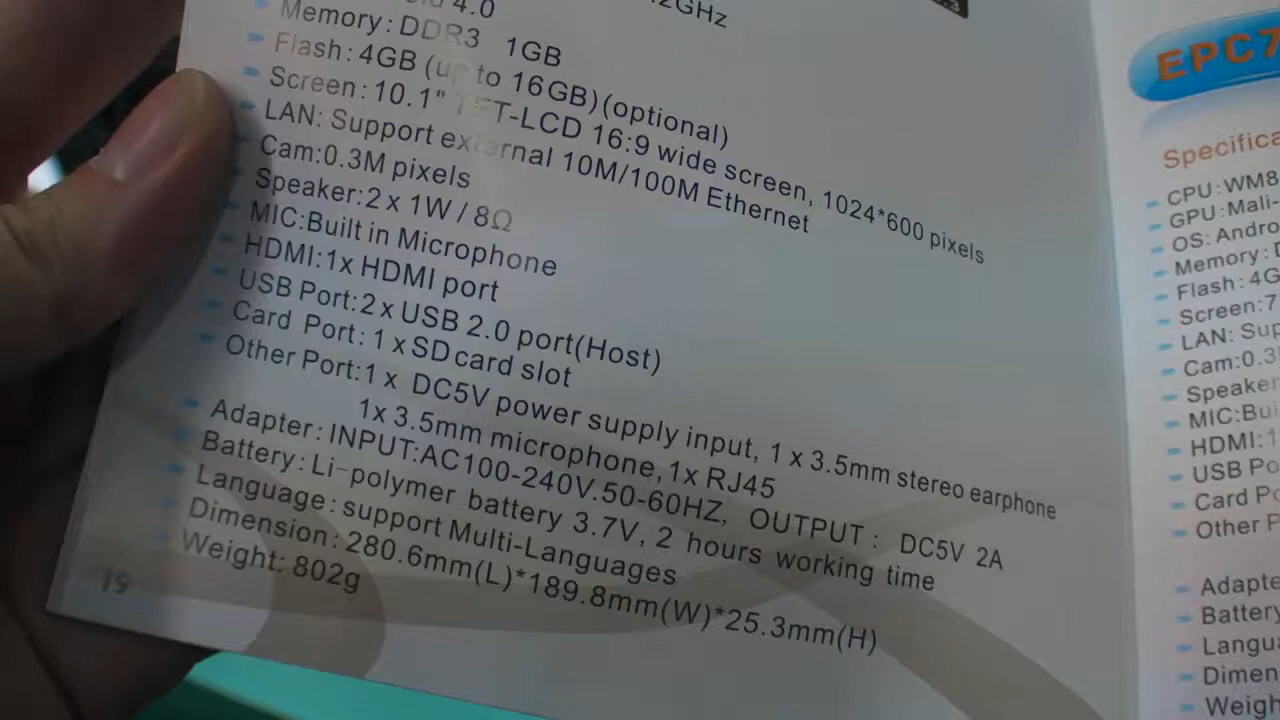 4.0
2GHz
Memory: DDR3 1GB
Flash: 4GB (up to 16GB)(optional)
Screen: 10.1" TFT-LCD 16:9 wide screen, 1024*600 pixels
LAN: Support external 10M/100M Ethernet
Cam:0.3M pixels
Speaker:2 x 1W / 8Ω
MIC:Built in Microphone
HDMI:1x HDMI port
USB Port:2 x USB 2.0 port(Host)
Card Port: 1 x SD card slot
Other Port:1 x DC5V power supply input, 1 x 3.5mm stereo earphone
1x 3.5mm microphone, 1x RJ45
Adapter: INPUT:AC100-240V.50-60HZ, OUTPUT : DC5V 2A
Battery: Li-polymer battery 3.7V, 2 hours working time
Language: support Multi-Languages
Dimension: 280.6mm(L)*189.8mm(W)*25.3mm(H)
Weight: 802g
19
EPC7
Specifica
CPU:WM8
GPU:Mali-
OS: Andro
Memory: D
Flash: 4G
Screen:7
LAN: Sup
Cam:0.3
Speaker
MIC:Bui
HDMI:1
USB Po
Card Po
Other P
Adapte
Battery
Langua
Dimen
Weigh